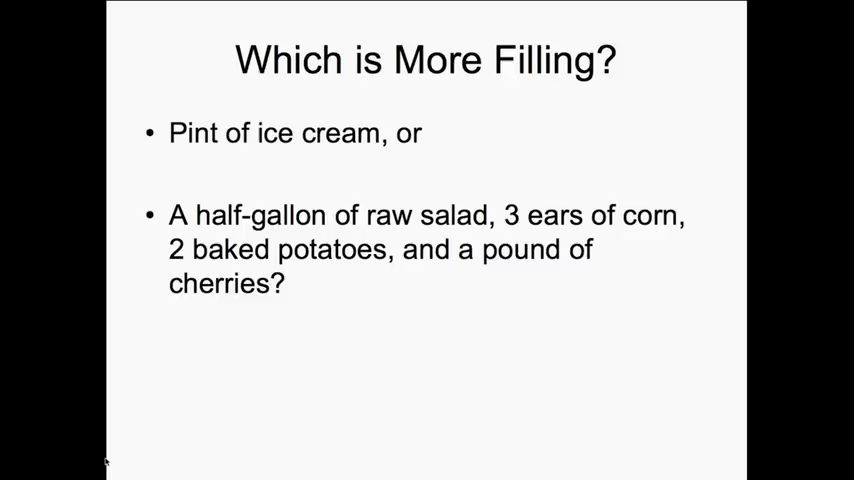 Which is More Filling?
• Pint of ice cream, or
• A half-gallon of raw salad, 3 ears of corn,
2 baked potatoes, and a pound of
cherries?